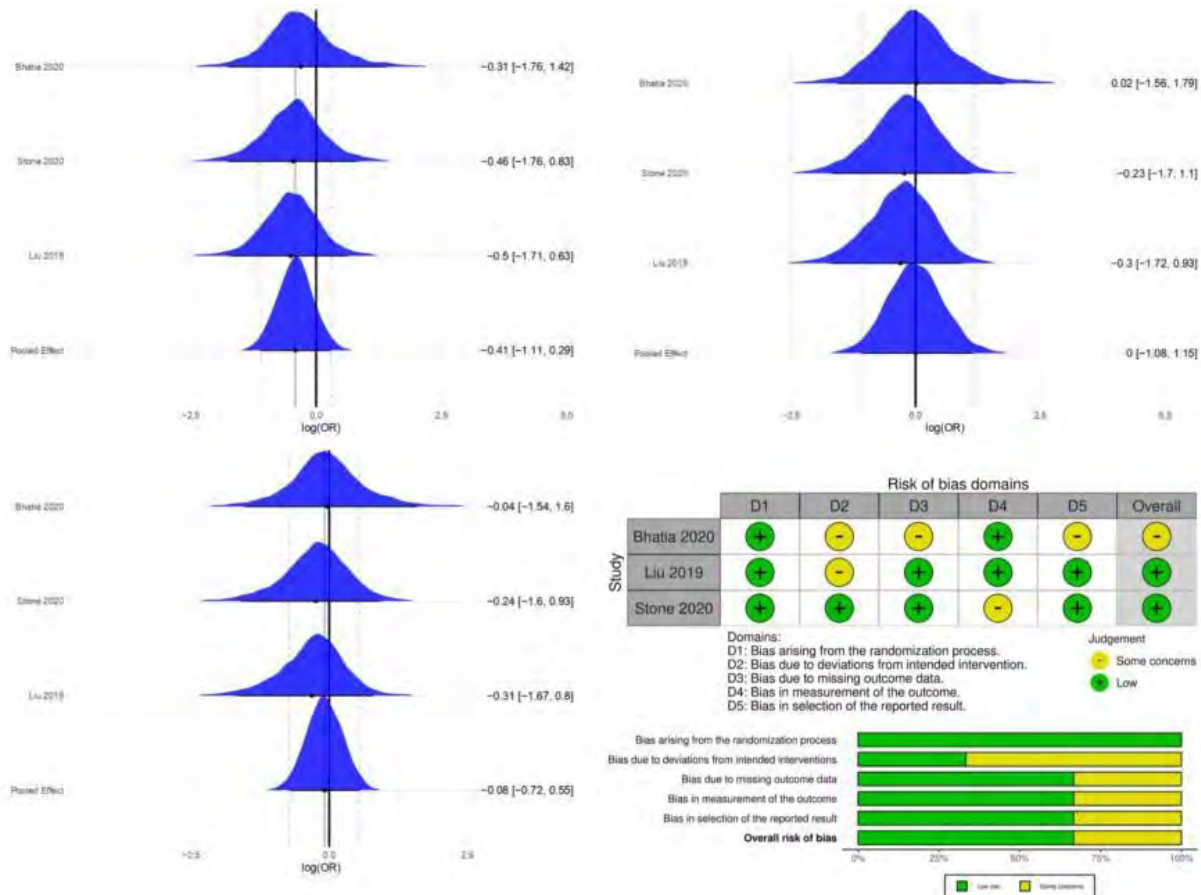 Bhatia 2020
−0.31 [−1.76, 1.42]
Stone 2020
−0.46 [−1.76, 0.83]
Liu 2019
−0.5 [−1.71, 0.63]
Pooled Effect
−0.41 [−1.11, 0.29]
−2.5 0.0 2.5 5.0
log(OR)
Bhatia 2020
0.02 [−1.56, 1.79]
Stone 2020
−0.23 [−1.7, 1.1]
Liu 2019
−0.3 [−1.72, 0.93]
Pooled Effect
0 [−1.08, 1.15]
−2.5 0.0 2.5 5.0
log(OR)
Bhatia 2020
−0.04 [−1.54, 1.6]
Stone 2020
−0.24 [−1.6, 0.93]
Liu 2019
−0.31 [−1.67, 0.8]
Pooled Effect
−0.08 [−0.72, 0.55]
−2.5 0.0 2.5
log(OR)
Risk of bias domains
D1 D2 D3 D4 D5 Overall
Study
Bhatia 2020 + - - + - -
Liu 2019 + - + + + +
Stone 2020 + + + - + +
Domains:
D1: Bias arising from the randomization process.
D2: Bias due to deviations from intended intervention.
D3: Bias due to missing outcome data.
D4: Bias in measurement of the outcome.
D5: Bias in selection of the reported result.
Judgement
- Some concerns
+ Low
Bias arising from the randomization process
Bias due to deviations from intended interventions
Bias due to missing outcome data
Bias in measurement of the outcome
Bias in selection of the reported result
Overall risk of bias
0% 25% 50% 75% 100%
Low risk Some concerns